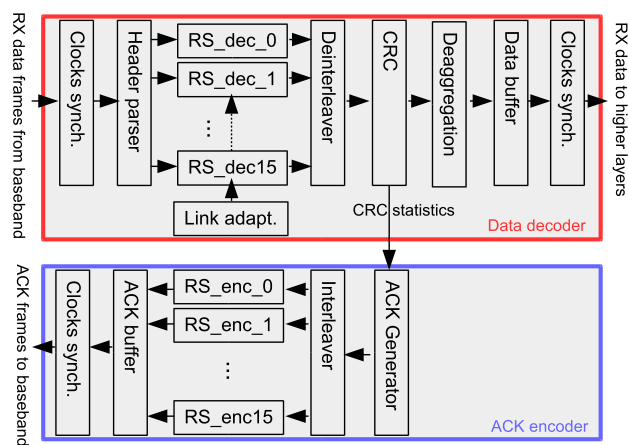 RX data frames from baseband
Clocks synch.
Header parser
RS_dec_0
RS_dec_1
...
RS_dec15
Link adapt.
Deinterleaver
CRC
Deaggregation
Data buffer
Clocks synch.
RX data to higher layers
CRC statistics
Data decoder
ACK frames to baseband
Clocks synch.
ACK buffer
RS_enc_0
RS_enc_1
...
RS_enc15
Interleaver
ACK Generator
ACK encoder